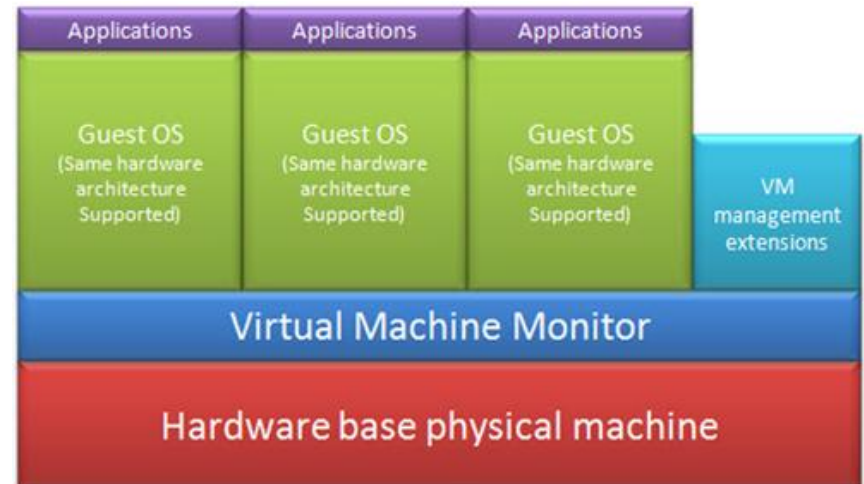 Applications
Applications
Applications
Guest OS
(Same hardware
architecture
Supported)
Guest OS
(Same hardware
architecture
Supported)
Guest OS
(Same hardware
architecture
Supported)
VM
management
extensions
Virtual Machine Monitor
Hardware base physical machine